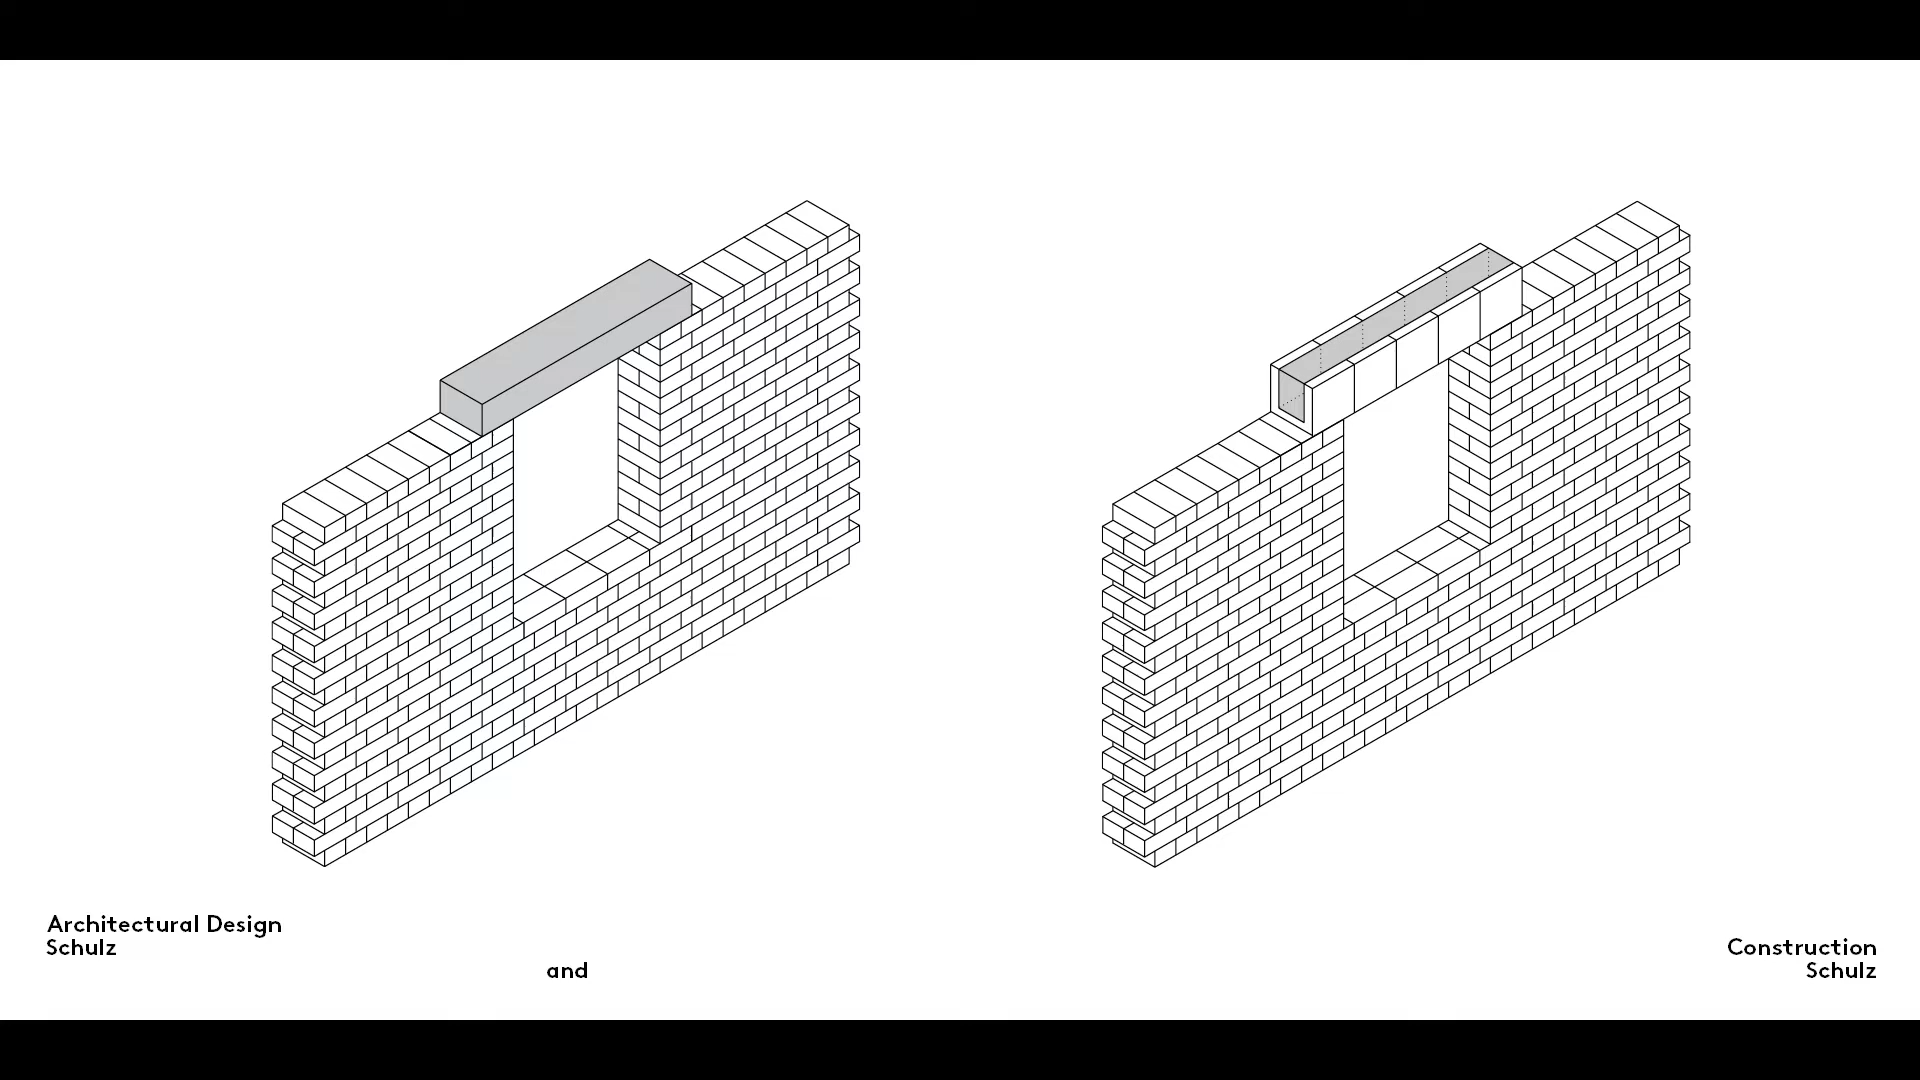 Architectural Design
Schulz
and
Construction
Schulz